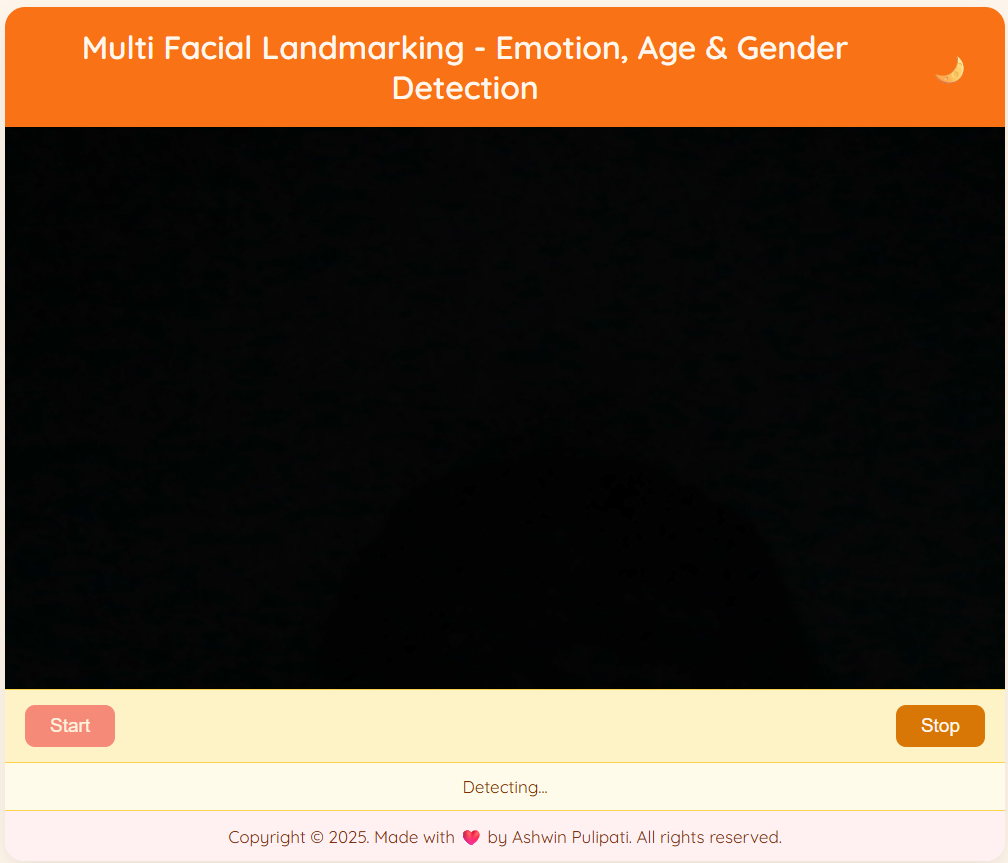 Multi Facial Landmarking - Emotion, Age & Gender
Detection
Start
Stop
Detecting...
Copyright © 2025. Made with ❤️ by Ashwin Pulipati. All rights reserved.